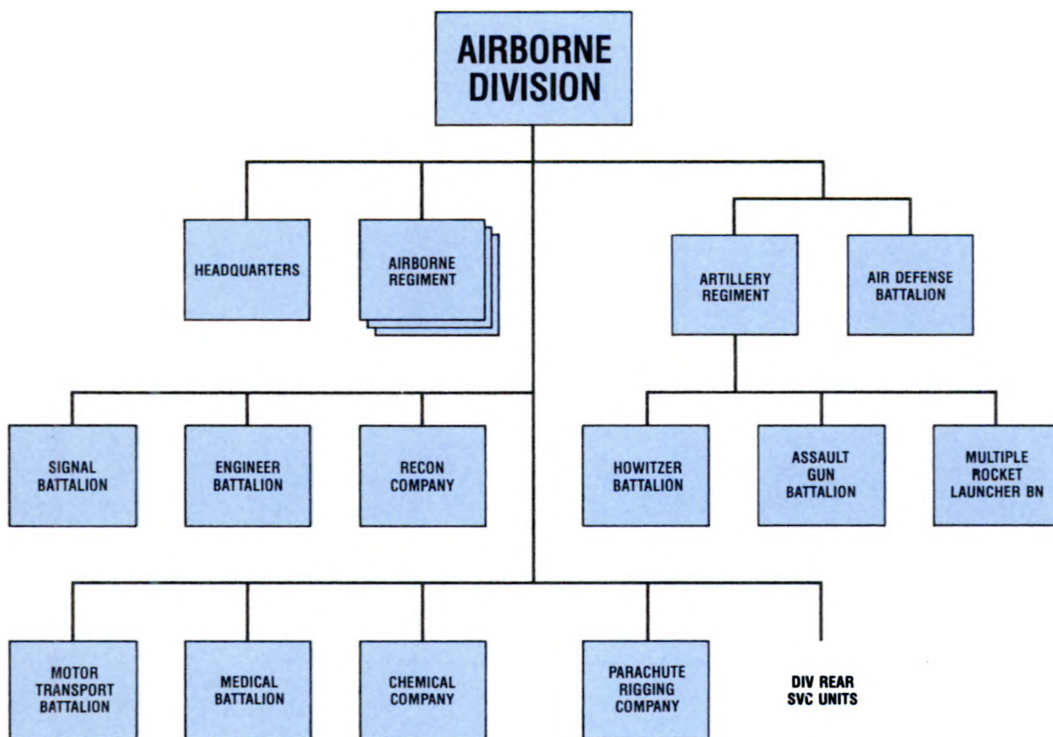 AIRBORNE
DIVISION
HEADQUARTERS
AIRBORNE
REGIMENT
ARTILLERY
REGIMENT
AIR DEFENSE
BATTALION
SIGNAL
BATTALION
ENGINEER
BATTALION
RECON
COMPANY
HOWITZER
BATTALION
ASSAULT
GUN
BATTALION
MULTIPLE
ROCKET
LAUNCHER BN
MOTOR
TRANSPORT
BATTALION
MEDICAL
BATTALION
CHEMICAL
COMPANY
PARACHUTE
RIGGING
COMPANY
DIV REAR
SVC UNITS